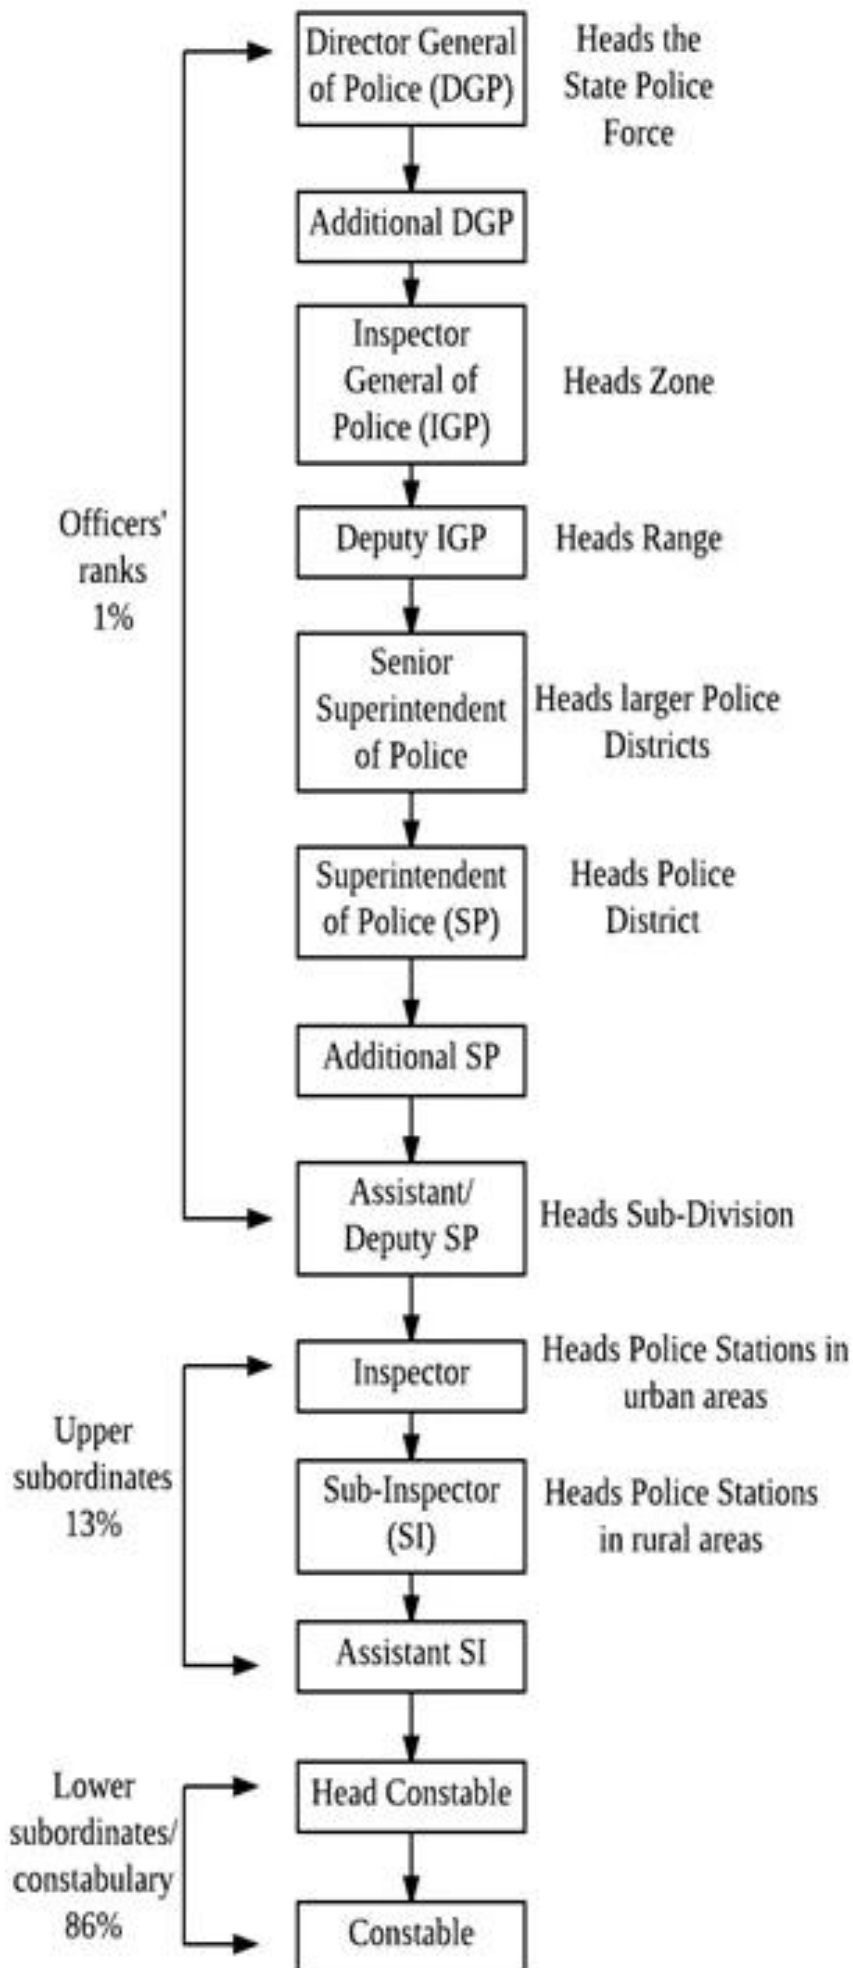 Director General
of Police (DGP)
Heads the
State Police
Force
Additional DGP
Inspector
General of
Police (IGP)
Heads Zone
Officers'
ranks
1%
Deputy IGP
Heads Range
Senior
Superintendent
of Police
Heads larger Police
Districts
Superintendent
of Police (SP)
Heads Police
District
Additional SP
Assistant/
Deputy SP
Heads Sub-Division
Inspector
Heads Police Stations in
urban areas
Upper
subordinates
13%
Sub-Inspector
(SI)
Heads Police Stations
in rural areas
Assistant SI
Lower
subordinates/
constabulary
86%
Head Constable
Constable